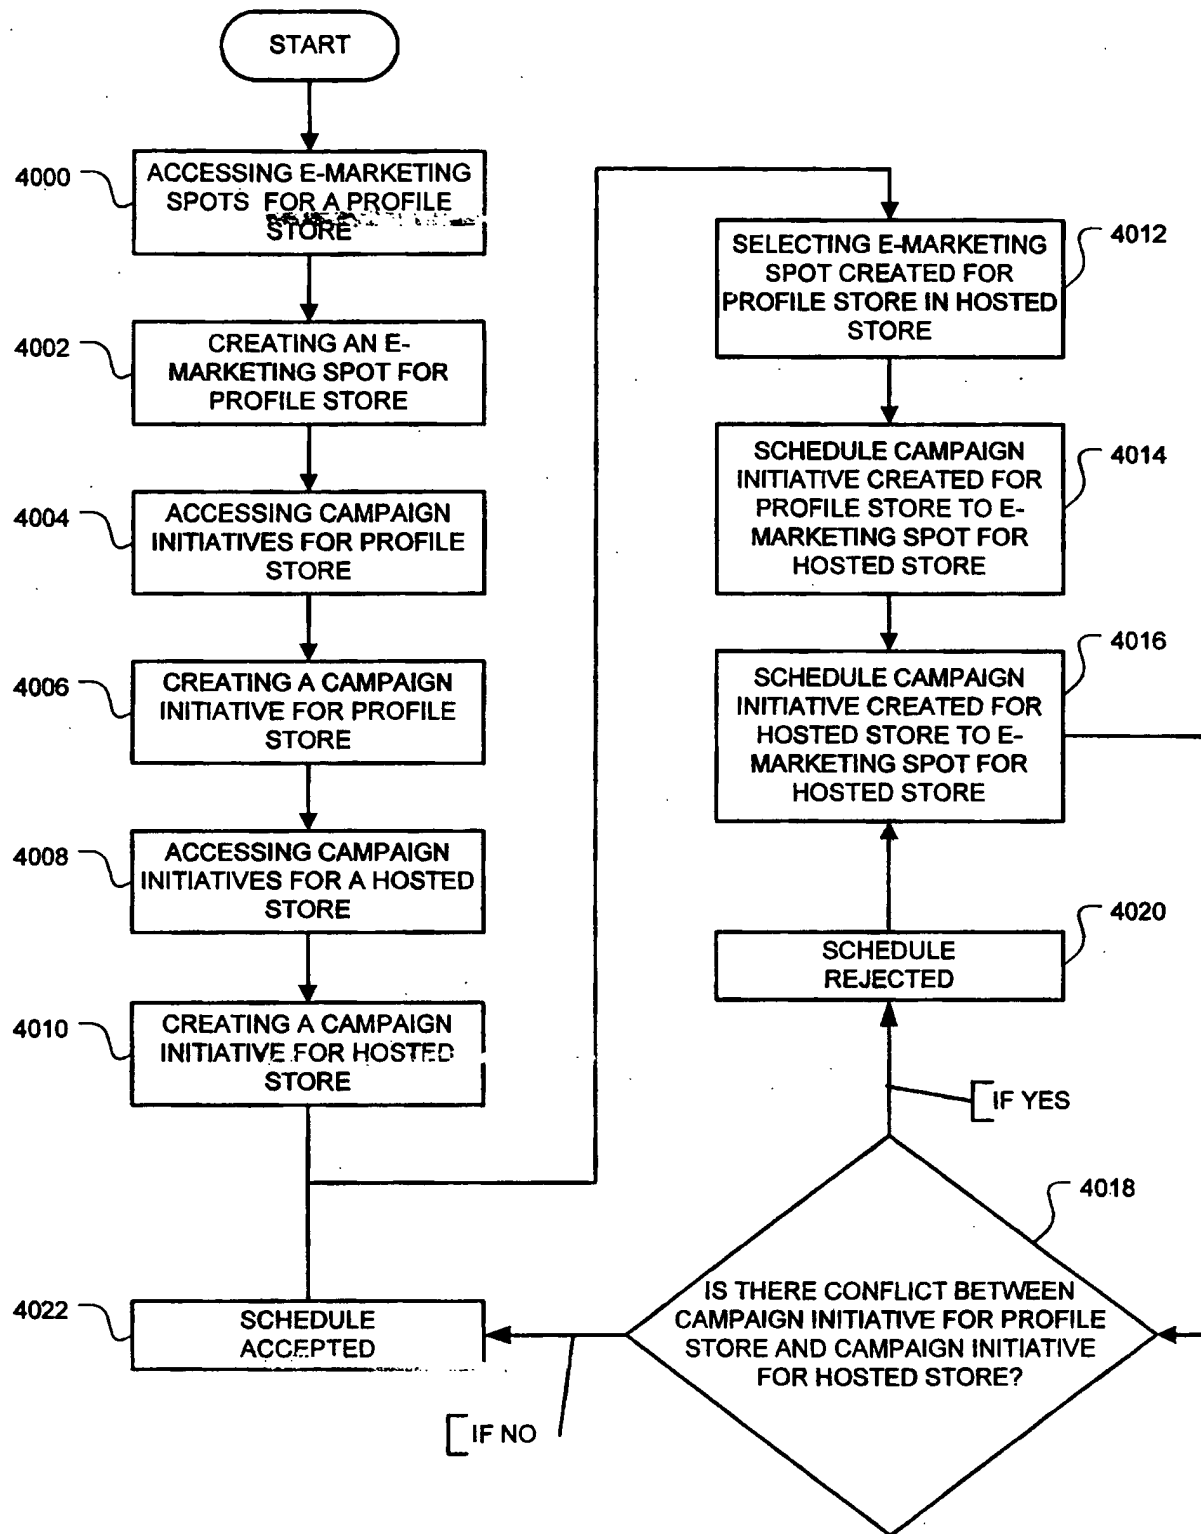 START
4000
ACCESSING E-MARKETING
SPOTS FOR A PROFILE
STORE
4002
CREATING AN E-
MARKETING SPOT FOR
PROFILE STORE
4004
ACCESSING CAMPAIGN
INITIATIVES FOR PROFILE
STORE
4006
CREATING A CAMPAIGN
INITIATIVE FOR PROFILE
STORE
4008
ACCESSING CAMPAIGN
INITIATIVES FOR A HOSTED
STORE
4010
CREATING A CAMPAIGN
INITIATIVE FOR HOSTED
STORE
4012
SELECTING E-MARKETING
SPOT CREATED FOR
PROFILE STORE IN HOSTED
STORE
4014
SCHEDULE CAMPAIGN
INITIATIVE CREATED FOR
PROFILE STORE TO E-
MARKETING SPOT FOR
HOSTED STORE
4016
SCHEDULE CAMPAIGN
INITIATIVE CREATED FOR
HOSTED STORE TO E-
MARKETING SPOT FOR
HOSTED STORE
4020
SCHEDULE
REJECTED
IF YES
4018
IS THERE CONFLICT BETWEEN
CAMPAIGN INITIATIVE FOR PROFILE
STORE AND CAMPAIGN INITIATIVE
FOR HOSTED STORE?
4022
SCHEDULE
ACCEPTED
IF NO